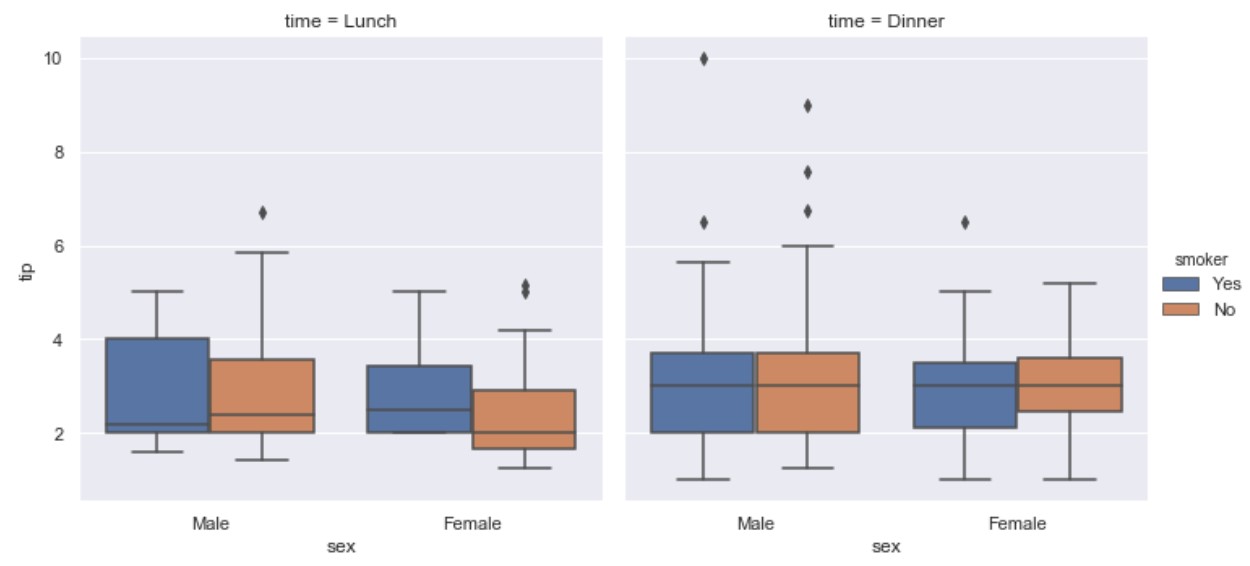 time = Lunch
time = Dinner
10
8
6
4
2
tip
Male
Female
Male
Female
sex
sex
smoker
Yes
No